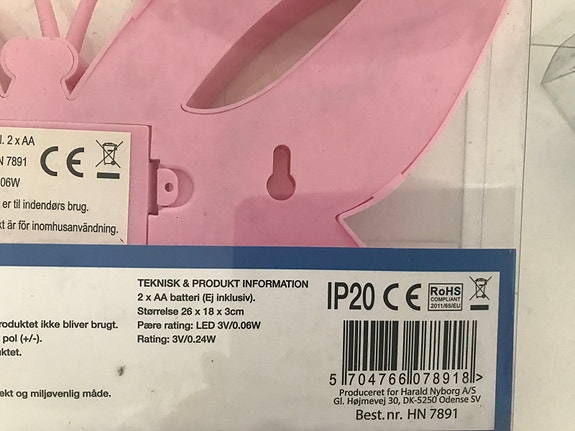 2 x AA
7891
CE
.06W
er til indendørs brug.
kt är för inomhusanvändning.
TEKNISK & PRODUKT INFORMATION
2 x AA batteri (Ej inklusiv).
Størrelse 26 x 18 x 3cm
Pære rating: LED 3V/0.06W
Rating: 3V/0.24W
roduktet ikke bliver brugt.
pol (+/-).
uktet.
ekt og miljøvenlig måde.
IP20 CE RoHS
COMPLIANT
2011/65/EU
5 704766 078918 >
Produceret for Harald Nyborg A/S
Gl. Højmevej 30, DK-5250 Odense SV
Best.nr. HN 7891